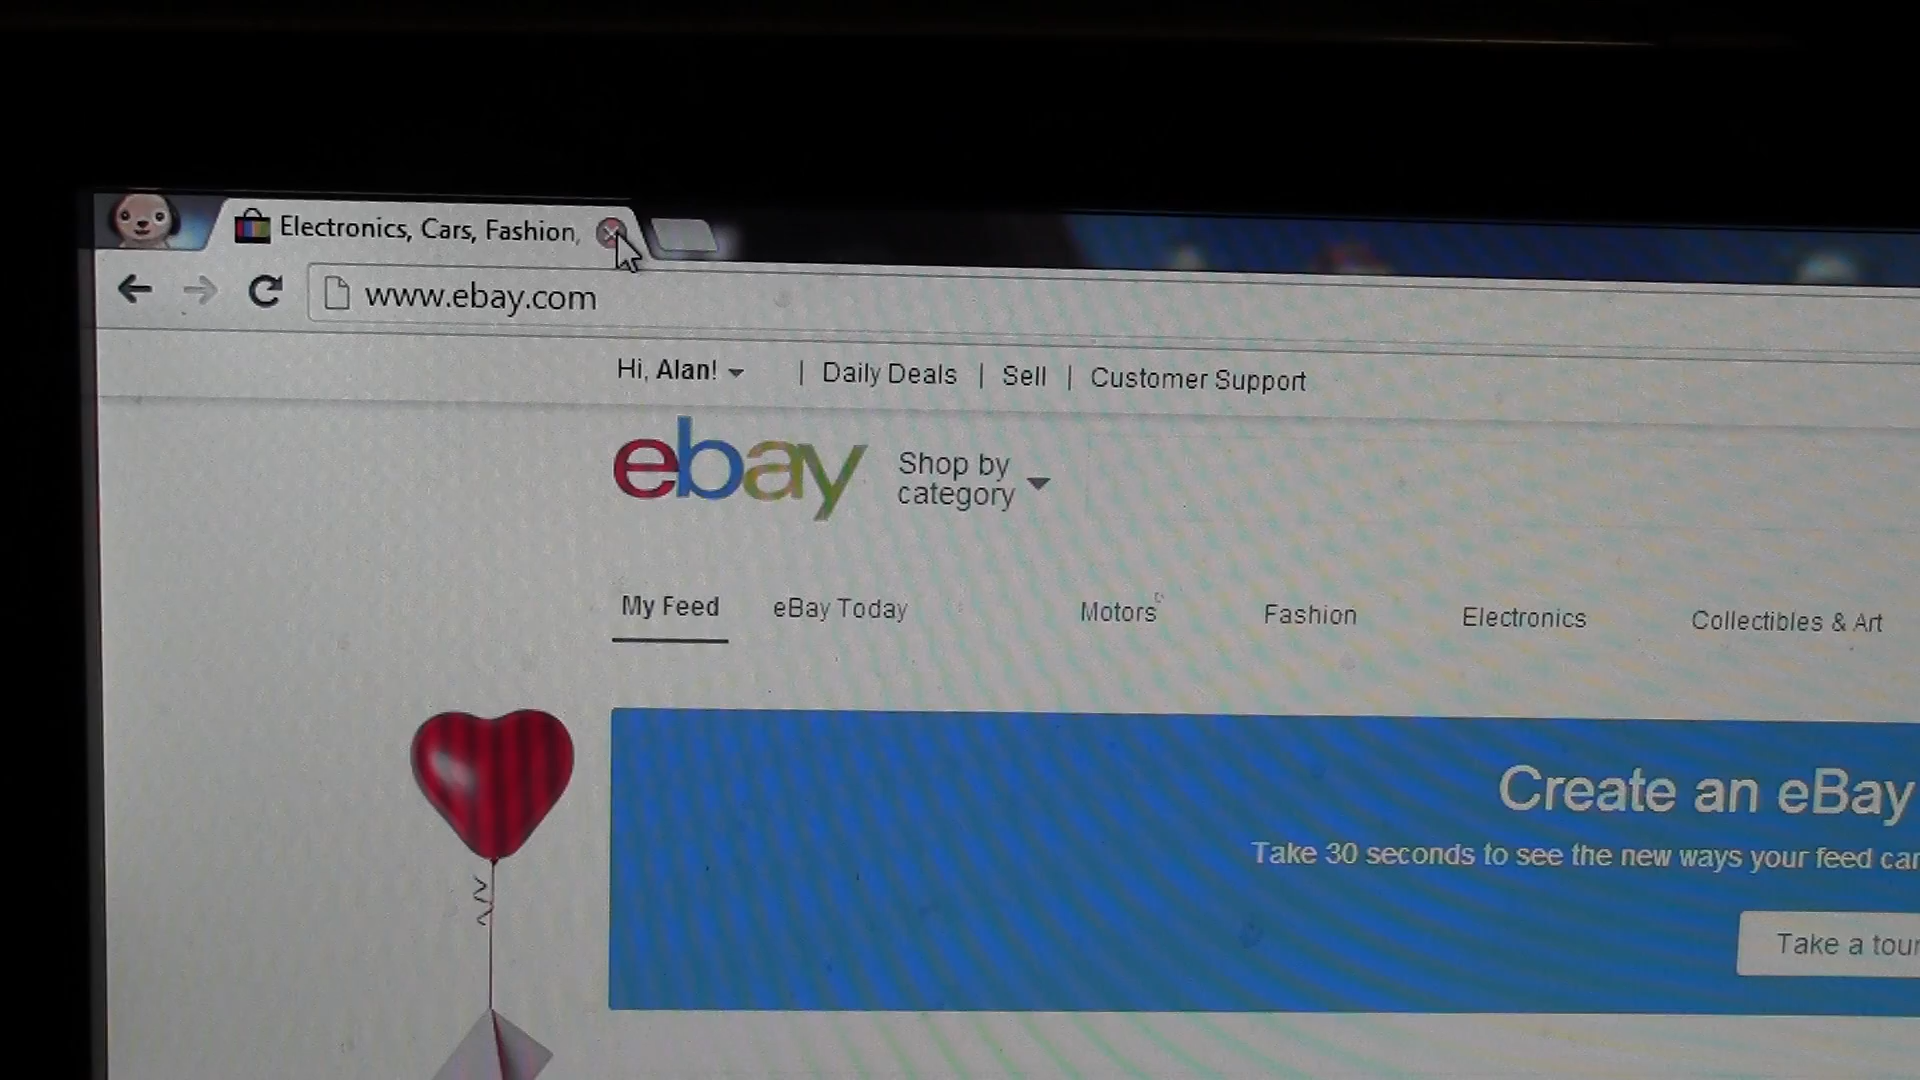 Electronics, Cars, Fashion,
www.ebay.com
Hi, Alan! | Daily Deals | Sell | Customer Support
ebay
Shop by
category
My Feed eBay Today Motors Fashion Electronics Collectibles & Art
Create an eBay
Take 30 seconds to see the new ways your feed can
Take a tour